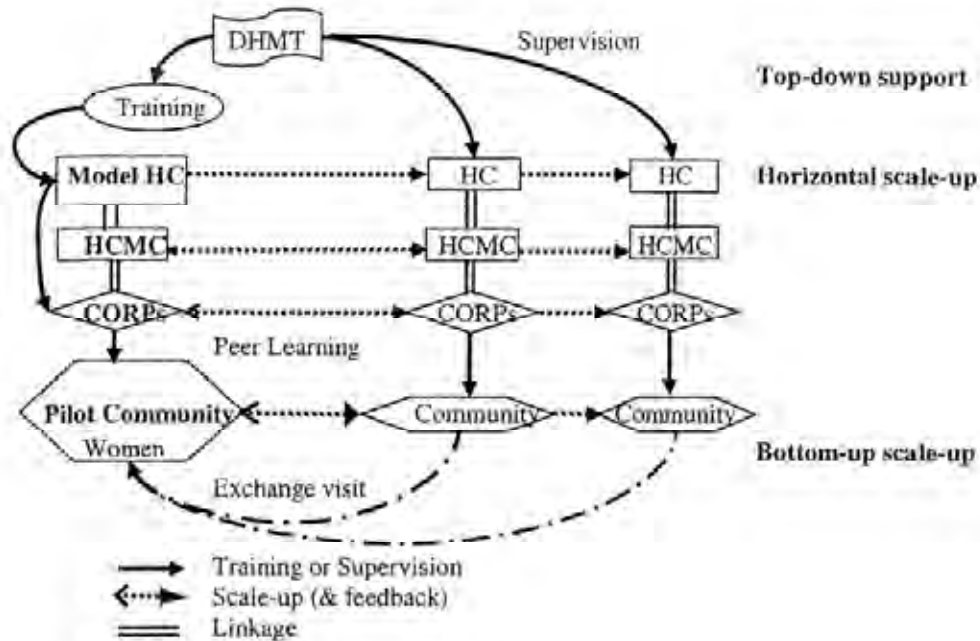 DHMT
Supervision
Top-down support
Training
Model HC
HC
HC
Horizontal scale-up
HCMC
HCMC
HCMC
CORPs
CORPs
CORPs
Peer Learning
Pilot Community
Community
Community
Women
Bottom-up scale-up
Exchange visit
Training or Supervision
Scale-up (& feedback)
Linkage